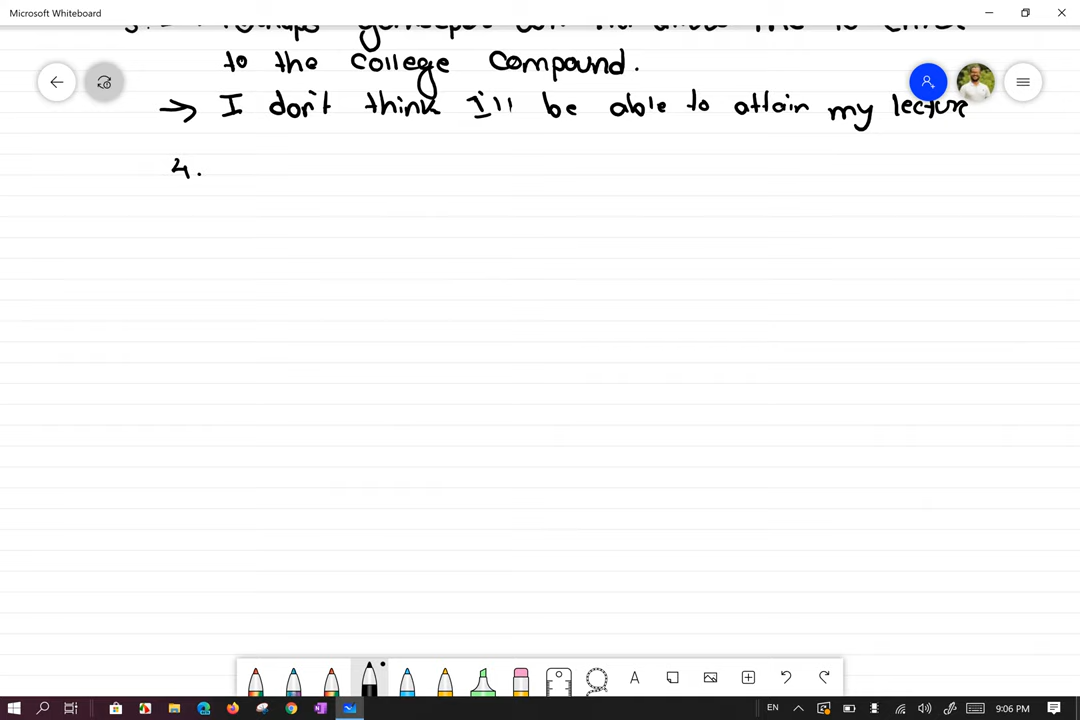 Microsoft Whiteboard
to the college compound.
→ I don't think i'll be able to attain my lecture
4.
A
EN
9:06 PM